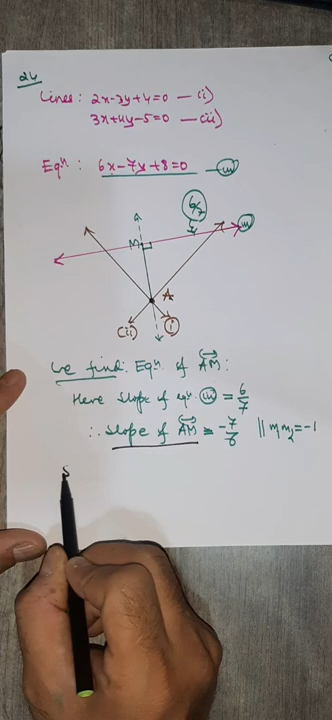 24
Lines: 2x-3y+4=0 — (i)
3x+4y-5=0 — (ii)
Eqⁿ: 6x-7y+8=0 — (iii)
6/7
M
(iii)
A
(ii)
(i)
We find: Eqⁿ of AM:
Here slope of eqⁿ (iii) = 6/7
∴ slope of AM = -7/6 || m₁m₂=-1
S